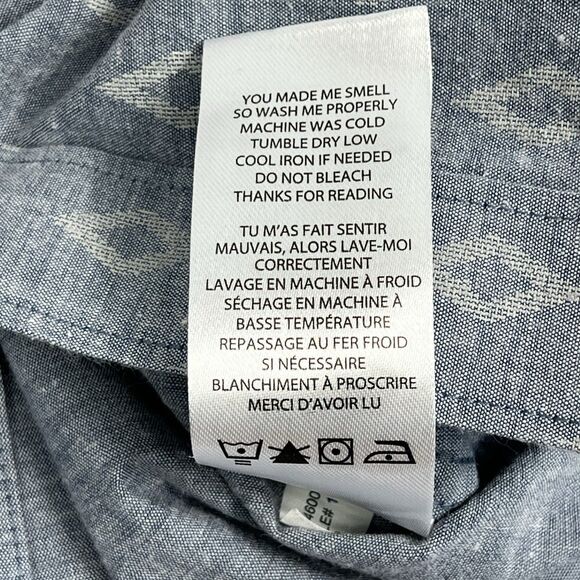 YOU MADE ME SMELL
SO WASH ME PROPERLY
MACHINE WAS COLD
TUMBLE DRY LOW
COOL IRON IF NEEDED
DO NOT BLEACH
THANKS FOR READING
TU M'AS FAIT SENTIR
MAUVAIS, ALORS LAVE-MOI
CORRECTEMENT
LAVAGE EN MACHINE À FROID
SÉCHAGE EN MACHINE À
BASSE TEMPÉRATURE
REPASSAGE AU FER FROID
SI NÉCESSAIRE
BLANCHIMENT À PROSCRIRE
MERCI D'AVOIR LU
4600
E# 1